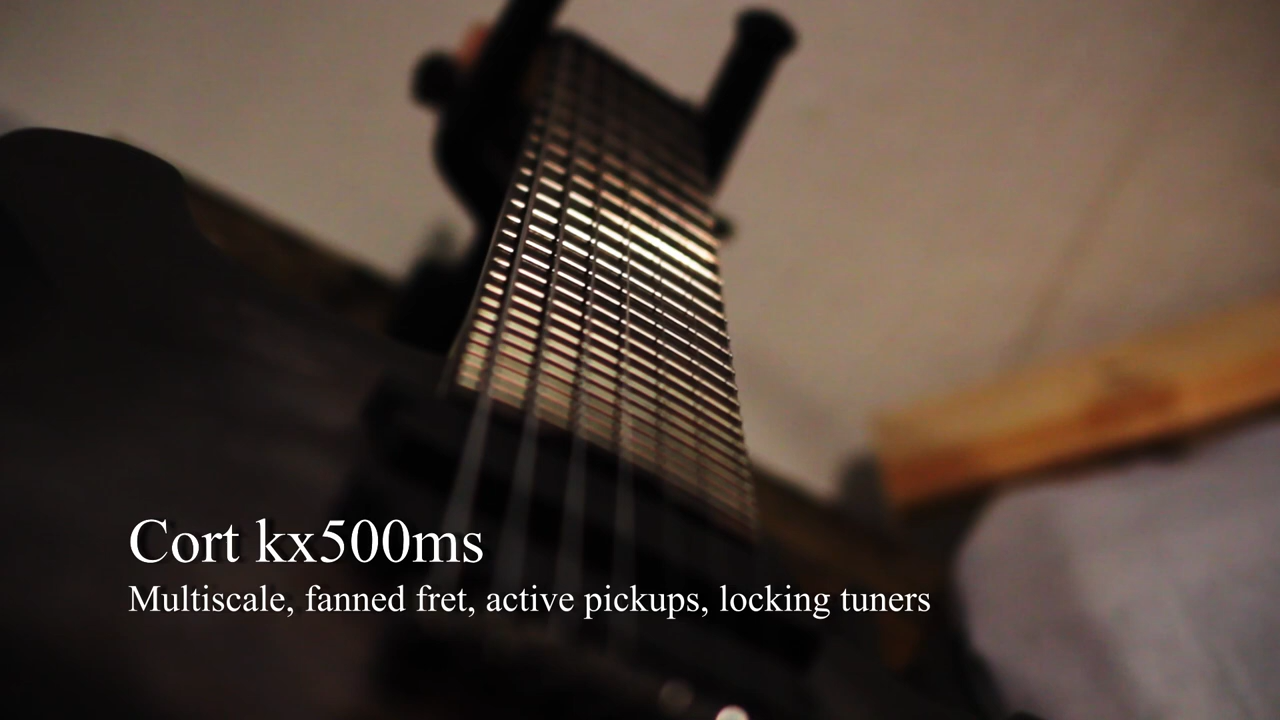 Cort kx500ms
Multiscale, fanned fret, active pickups, locking tuners